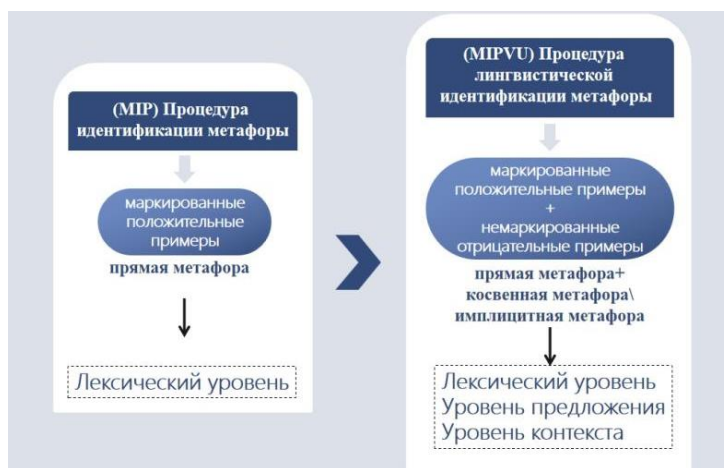 (MIP) Процедура
идентификации метафоры
маркированные
положительные
примеры
прямая метафора
Лексический уровень
(MIPVU) Процедура
лингвистической
идентификации метафоры
маркированные
положительные примеры
+
немаркированные
отрицательные примеры
прямая метафора+
косвенная метафора\
имплицитная метафора
Лексический уровень
Уровень предложения
Уровень контекста